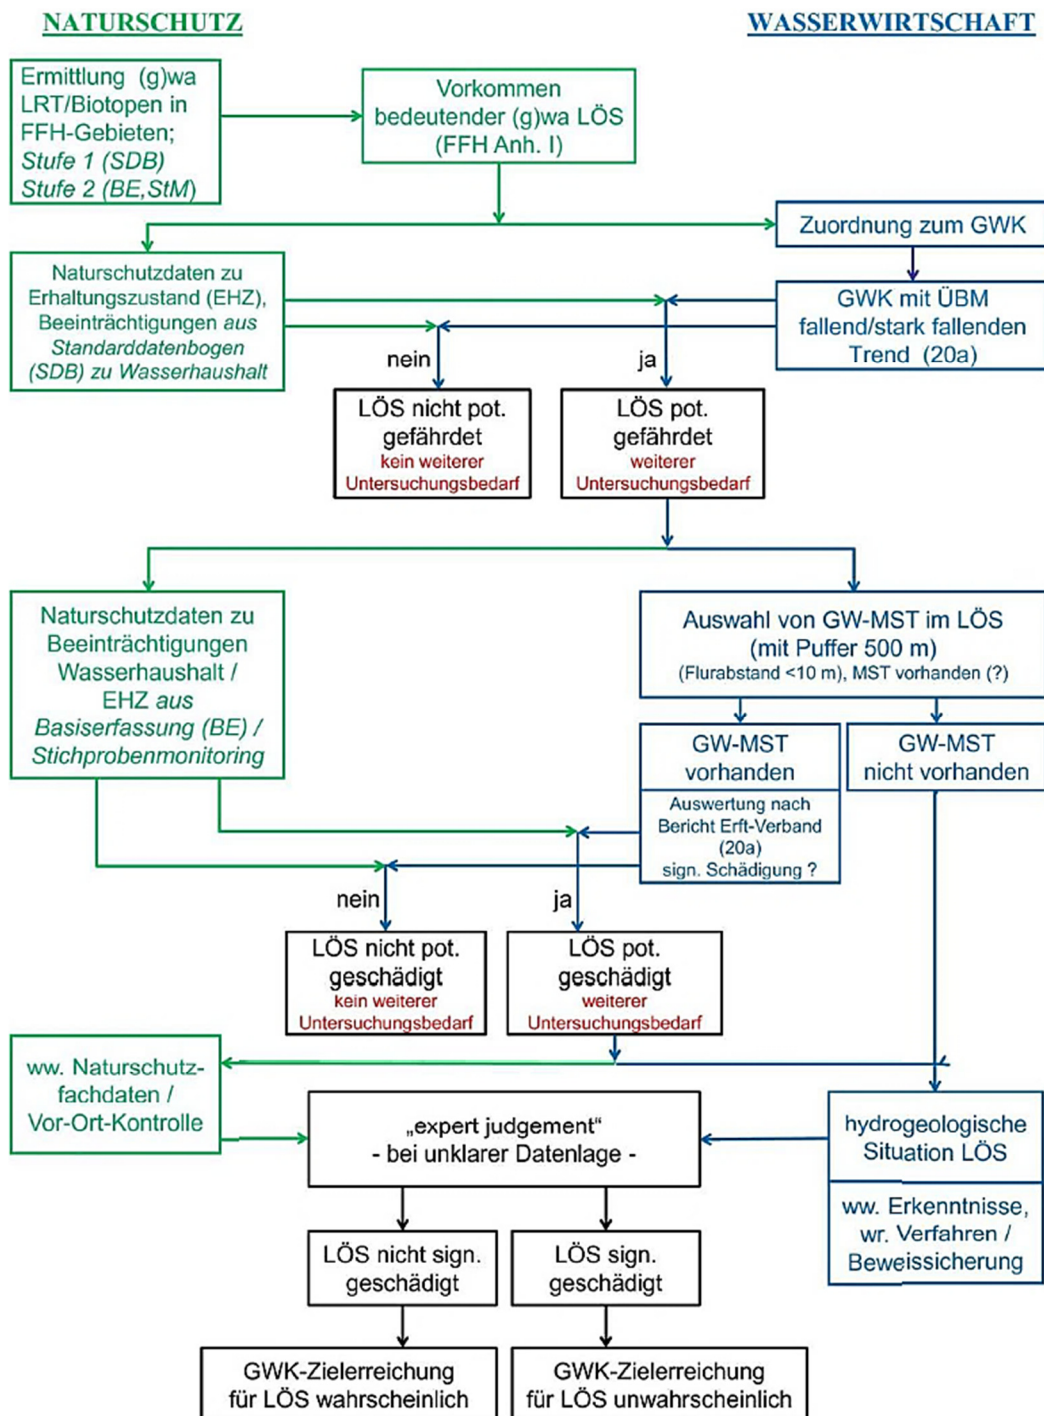 NATURSCHUTZ
WASSERWIRTSCHAFT
Ermittlung (g)wa
LRT/Biotopen in
FFH-Gebieten;
Stufe 1 (SDB)
Stufe 2 (BE,StM)
Vorkommen
bedeutender (g)wa LÖS
(FFH Anh. I)
Zuordnung zum GWK
Naturschutzdaten zu
Erhaltungszustand (EHZ),
Beeinträchtigungen aus
Standarddatenbogen
(SDB) zu Wasserhaushalt
GWK mit ÜBM
fallend/stark fallenden
Trend (20a)
nein
ja
LÖS nicht pot.
gefährdet
kein weiterer
Untersuchungsbedarf
LÖS pot.
gefährdet
weiterer
Untersuchungsbedarf
Naturschutzdaten zu
Beeinträchtigungen
Wasserhaushalt /
EHZ aus
Basiserfassung (BE) /
Stichprobenmonitoring
Auswahl von GW-MST im LÖS
(mit Puffer 500 m)
(Flurabstand <10 m), MST vorhanden (?)
GW-MST
vorhanden
Auswertung nach
Bericht Erft-Verband
(20a)
sign. Schädigung ?
GW-MST
nicht vorhanden
nein
ja
LÖS nicht pot.
geschädigt
kein weiterer
Untersuchungsbedarf
LÖS pot.
geschädigt
weiterer
Untersuchungsbedarf
ww. Naturschutz-
fachdaten /
Vor-Ort-Kontrolle
„expert judgement“
- bei unklarer Datenlage -
hydrogeologische
Situation LÖS
ww. Erkenntnisse,
wr. Verfahren /
Beweissicherung
LÖS nicht sign.
geschädigt
LÖS sign.
geschädigt
GWK-Zielerreichung
für LÖS wahrscheinlich
GWK-Zielerreichung
für LÖS unwahrscheinlich